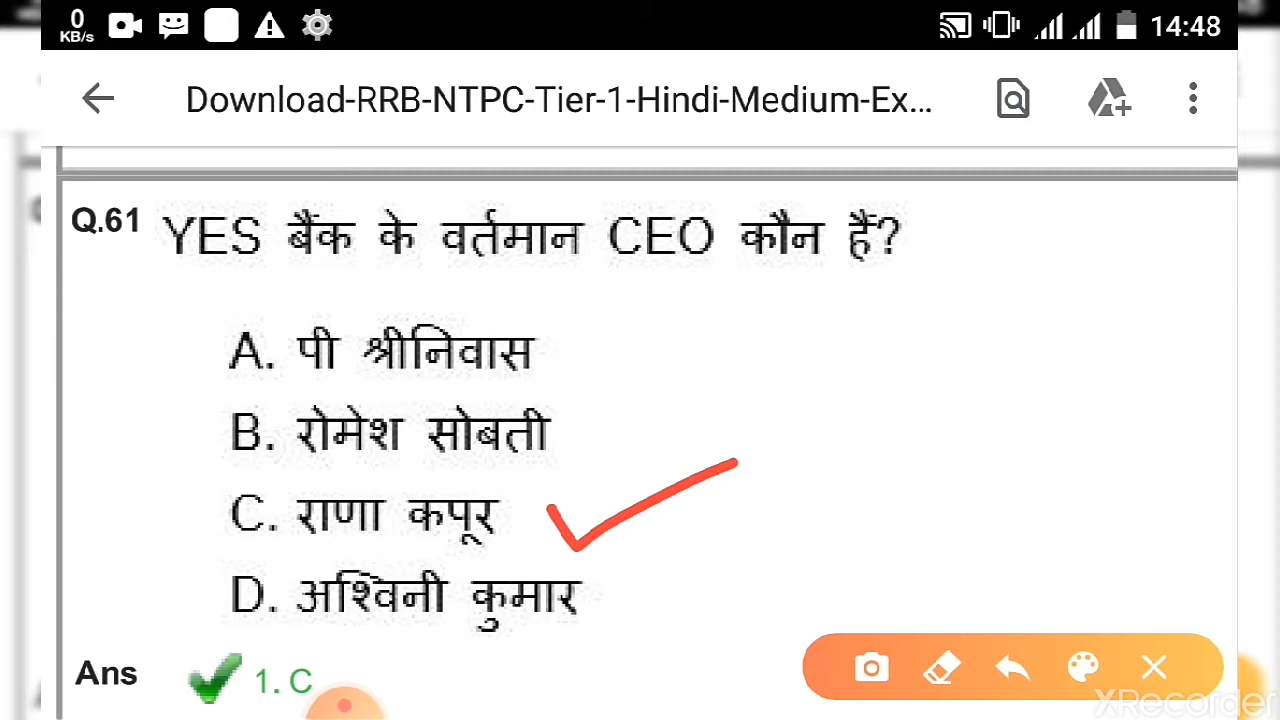 0
KB/s
14:48
Download-RRB-NTPC-Tier-1-Hindi-Medium-Ex...
Q.61 YES बैंक के वर्तमान CEO कौन हैं?
A. पी श्रीनिवास
B. रोमेश सोबती
C. राणा कपूर
D. अश्विनी कुमार
Ans 1. C
XRecorder